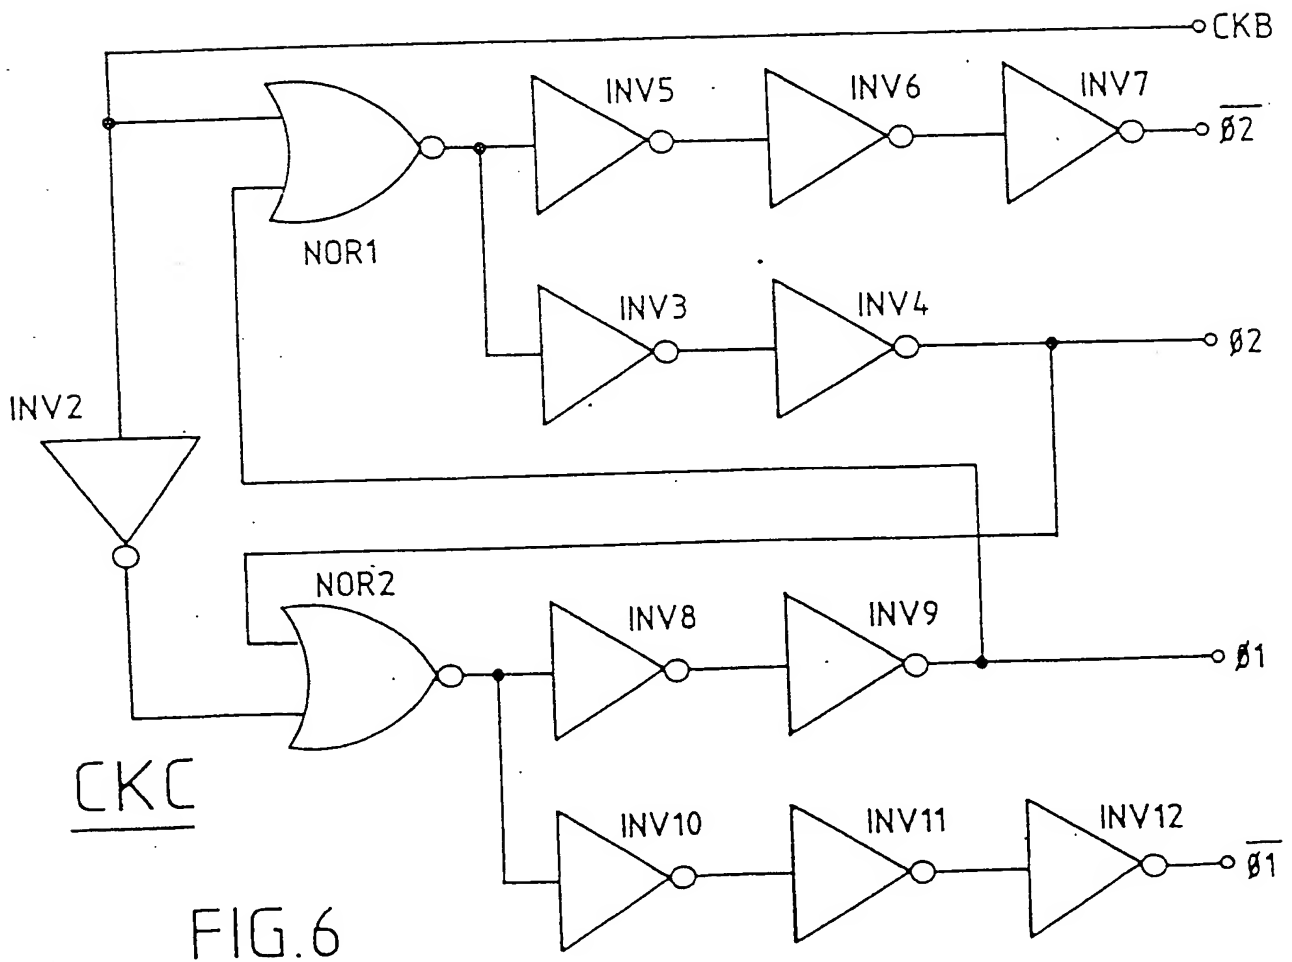 CKB
INV5
INV6
INV7
ø2̅
NOR1
INV3
INV4
ø2
INV2
NOR2
INV8
INV9
ø1
CKC
INV10
INV11
INV12
ø1̅
FIG.6